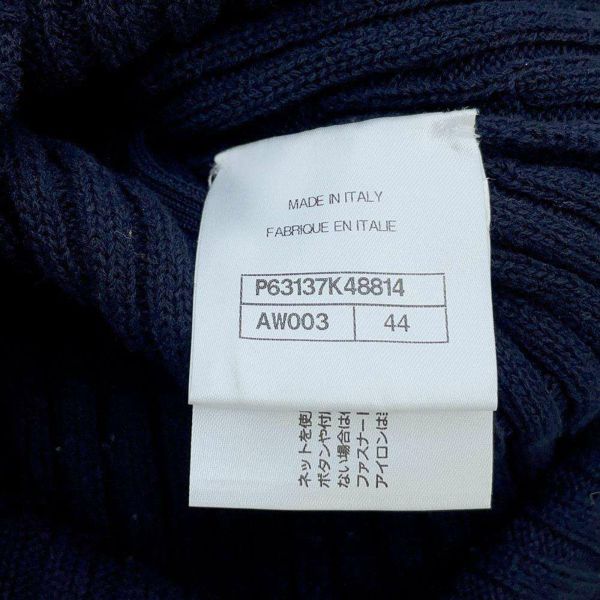 MADE IN ITALY
FABRIQUE EN ITALIE
P63137K48814
AW003 44
ネットを使
ボタンや付
ない場合は
ファスナー
アイロンは